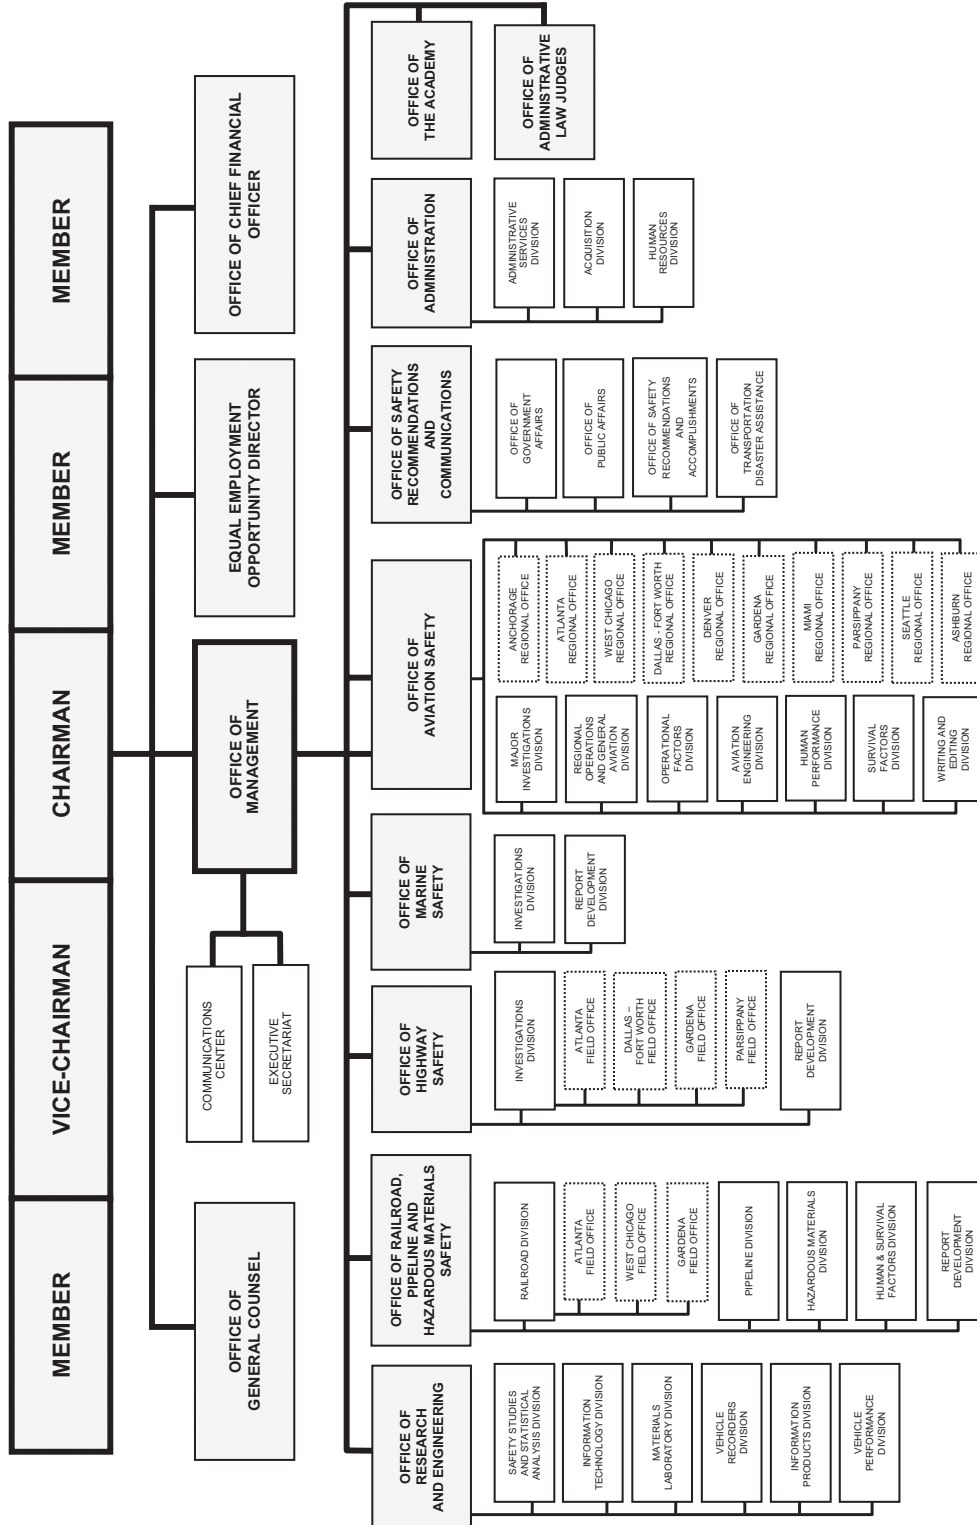 MEMBER
VICE-CHAIRMAN
CHAIRMAN
MEMBER
MEMBER
OFFICE OF
GENERAL COUNSEL
COMMUNICATIONS
CENTER
EXECUTIVE
SECRETARIAT
OFFICE OF
MANAGEMENT
EQUAL EMPLOYMENT
OPPORTUNITY DIRECTOR
OFFICE OF CHIEF FINANCIAL
OFFICER
OFFICE OF
RESEARCH
AND ENGINEERING
SAFETY STUDIES
AND STATISTICAL
ANALYSIS DIVISION
INFORMATION
TECHNOLOGY DIVISION
MATERIALS
LABORATORY DIVISION
VEHICLE
RECORDERS
DIVISION
INFORMATION
PRODUCTS DIVISION
VEHICLE
PERFORMANCE
DIVISION
OFFICE OF RAILROAD,
PIPELINE AND
HAZARDOUS MATERIALS
SAFETY
RAILROAD DIVISION
ATLANTA
FIELD OFFICE
WEST CHICAGO
FIELD OFFICE
GARDENA
FIELD OFFICE
PIPELINE DIVISION
HAZARDOUS MATERIALS
DIVISION
HUMAN & SURVIVAL
FACTORS DIVISION
REPORT
DEVELOPMENT
DIVISION
OFFICE OF
HIGHWAY
SAFETY
INVESTIGATIONS
DIVISION
ATLANTA
FIELD OFFICE
DALLAS –
FORT WORTH
FIELD OFFICE
GARDENA
FIELD OFFICE
PARSIPPANY
FIELD OFFICE
REPORT
DEVELOPMENT
DIVISION
OFFICE OF
MARINE
SAFETY
INVESTIGATIONS
DIVISION
REPORT
DEVELOPMENT
DIVISION
OFFICE OF
AVIATION SAFETY
MAJOR
INVESTIGATIONS
DIVISION
REGIONAL
OPERATIONS
AND GENERAL
AVIATION
DIVISION
OPERATIONAL
FACTORS
DIVISION
AVIATION
ENGINEERING
DIVISION
HUMAN
PERFORMANCE
DIVISION
SURVIVAL
FACTORS
DIVISION
WRITING AND
EDITING
DIVISION
ANCHORAGE
REGIONAL OFFICE
ATLANTA
REGIONAL OFFICE
WEST CHICAGO
REGIONAL OFFICE
DALLAS - FORT WORTH
REGIONAL OFFICE
DENVER
REGIONAL OFFICE
GARDENA
REGIONAL OFFICE
MIAMI
REGIONAL OFFICE
PARSIPPANY
REGIONAL OFFICE
SEATTLE
REGIONAL OFFICE
ASHBURN
REGIONAL OFFICE
OFFICE OF SAFETY
RECOMMENDATIONS
AND
COMMUNICATIONS
OFFICE OF
GOVERNMENT
AFFAIRS
OFFICE OF
PUBLIC AFFAIRS
OFFICE OF SAFETY
RECOMMENDATIONS
AND
ACCOMPLISHMENTS
OFFICE OF
TRANSPORTATION
DISASTER ASSISTANCE
OFFICE OF
ADMINISTRATION
ADMINISTRATIVE
SERVICES
DIVISION
ACQUISITION
DIVISION
HUMAN
RESOURCES
DIVISION
OFFICE OF
THE ACADEMY
OFFICE OF
ADMINISTRATIVE
LAW JUDGES